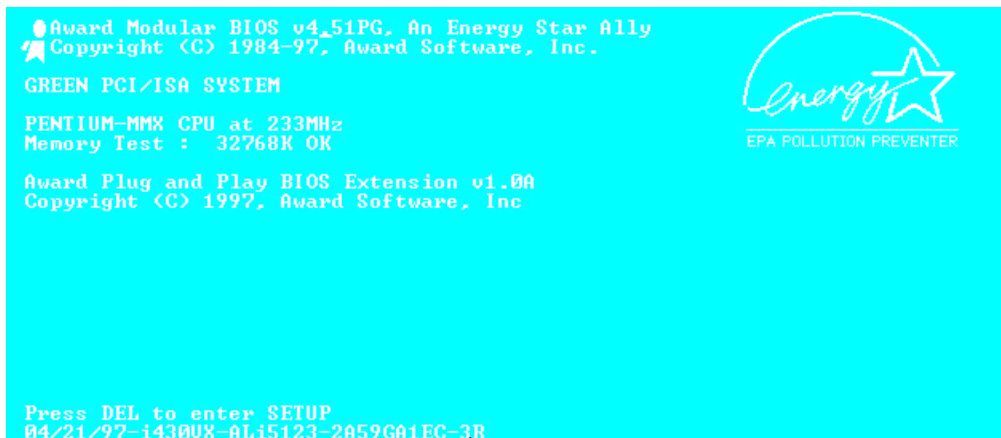 Award Modular BIOS v4.51PG, An Energy Star Ally
Copyright (C) 1984-97, Award Software, Inc.
GREEN PCI/ISA SYSTEM
energy
EPA POLLUTION PREVENTER
PENTIUM-MMX CPU at 233MHz
Memory Test :  32768K OK
Award Plug and Play BIOS Extension v1.0A
Copyright (C) 1997, Award Software, Inc
Press DEL to enter SETUP
04/21/97-i430VX-ALi5123-2A59GA1EC-3R